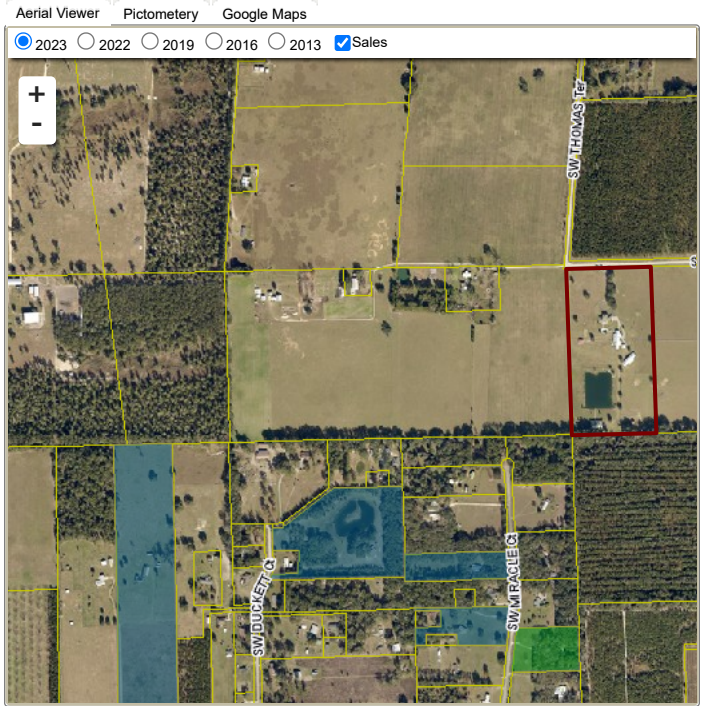 Aerial Viewer Pictometery Google Maps
2023 2022 2019 2016 2013 Sales
+
-
SW THOMAS Ter
S
SW DUCKETT Ct
SW MIRACLE Ct